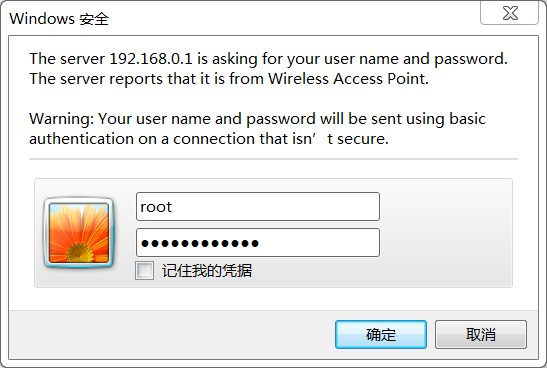 Windows 安全
The server 192.168.0.1 is asking for your user name and password.
The server reports that it is from Wireless Access Point.
Warning: Your user name and password will be sent using basic
authentication on a connection that isn’t secure.
root
●●●●●●●●●●●●
记住我的凭据
确定
取消